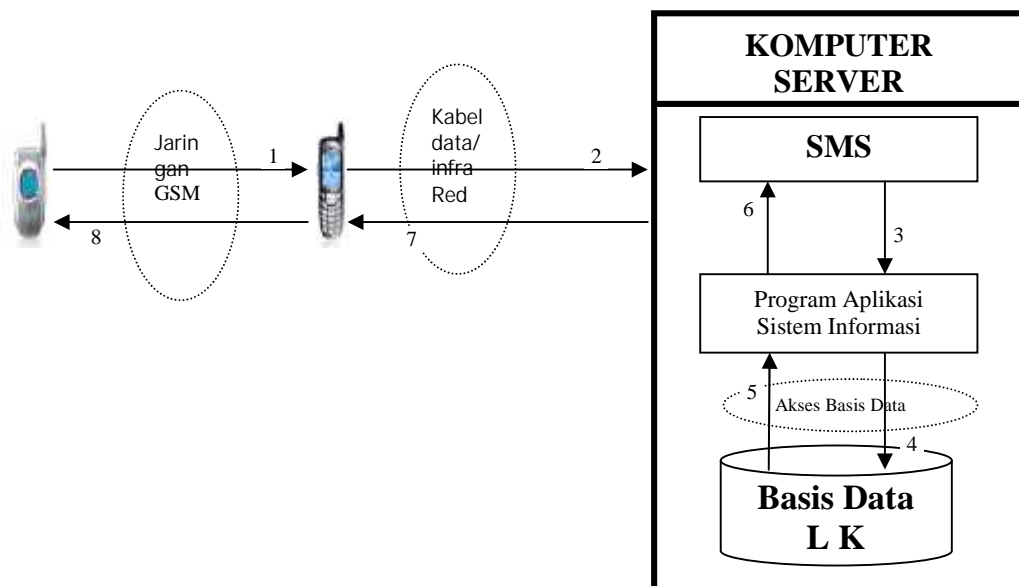 KOMPUTER
SERVER
Jarin
gan
GSM
1
8
Kabel
data/
infra
Red
2
7
SMS
6
3
Program Aplikasi
Sistem Informasi
5
Akses Basis Data
4
Basis Data
L K